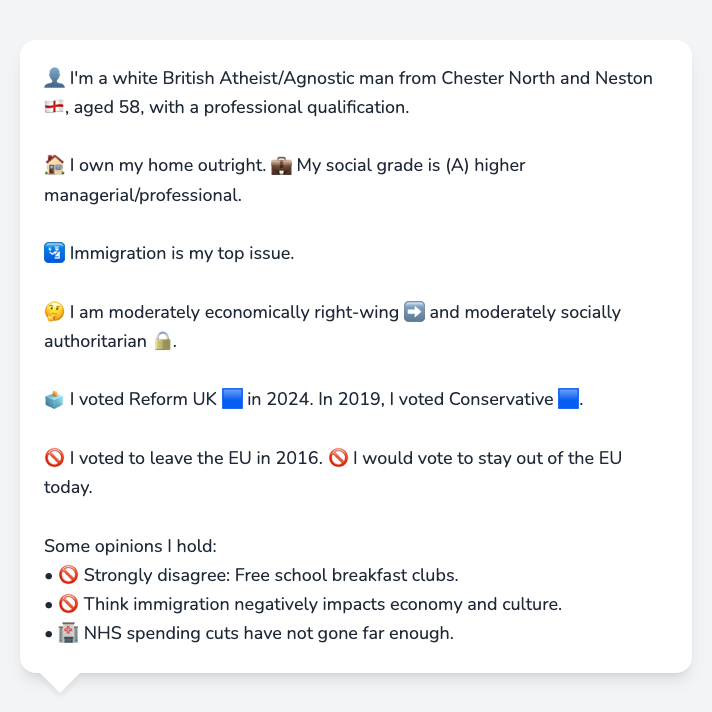 👤 I'm a white British Atheist/Agnostic man from Chester North and Neston
🏴󠁧󠁢󠁥󠁮󠁧󠁿, aged 58, with a professional qualification.
🏠 I own my home outright. 💼 My social grade is (A) higher
managerial/professional.
🛂 Immigration is my top issue.
🤔 I am moderately economically right-wing ➡️ and moderately socially
authoritarian 🔒.
🗳️ I voted Reform UK 🟦 in 2024. In 2019, I voted Conservative 🟦.
🚫 I voted to leave the EU in 2016. 🚫 I would vote to stay out of the EU
today.
Some opinions I hold:
• 🚫 Strongly disagree: Free school breakfast clubs.
• 🚫 Think immigration negatively impacts economy and culture.
• 🏥 NHS spending cuts have not gone far enough.